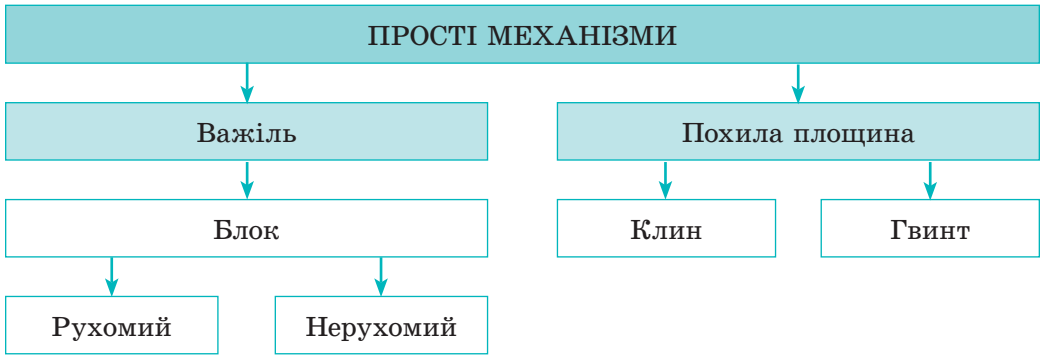 ПРОСТІ МЕХАНІЗМИ
Важіль
Похила площина
Блок
Клин
Гвинт
Рухомий
Нерухомий